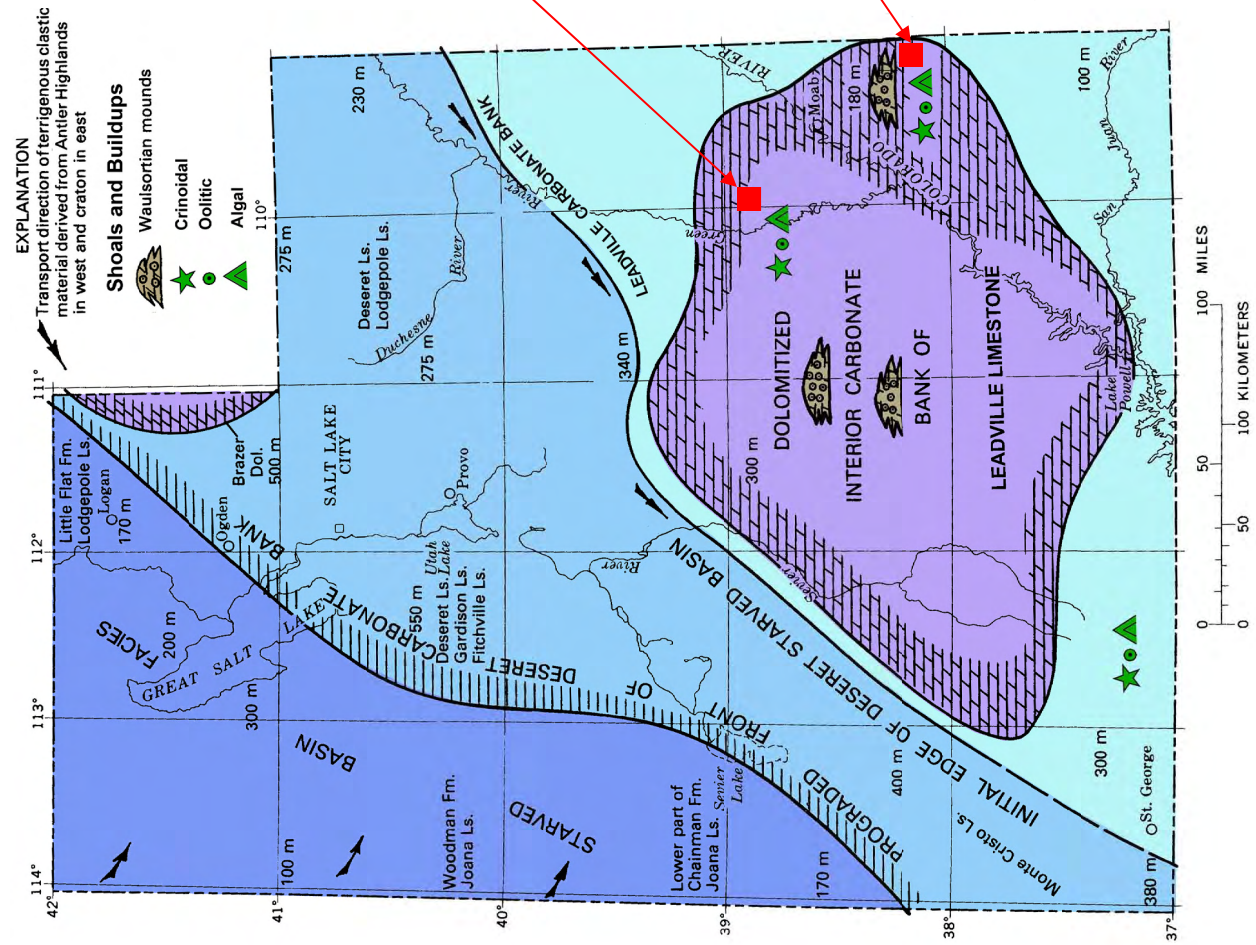 EXPLANATION
Transport direction of terrigenous clastic
material derived from Antler Highlands
in west and craton in east
Shoals and Buildups
Waulsortian mounds
Crinoidal
Oolitic
Algal
42°
41°
40°
39°
38°
37°
114°
113°
112°
111°
110°
Little Flat Fm.
Lodgepole Ls.
Logan
170 m
Ogden
Brazer
Dol.
500 m
SALT LAKE
CITY
Provo
Utah
Lake
550 m
Deseret Ls.
Gardison Ls.
Fitchville Ls.
GREAT SALT LAKE
200 m
300 m
STARVED BASIN FACIES
100 m
Woodman Fm.
Joana Ls.
Lower part of
Chainman Fm.
Joana Ls.
Sevier
Lake
170 m
PROGRADED FRONT OF DESERET CARBONATE BANK
INITIAL EDGE OF DESERET STARVED BASIN
400 m
Monte Cristo Ls.
380 m
St. George
300 m
Sevier
River
230 m
275 m
Deseret Ls.
Lodgepole Ls.
Duchesne
River
275 m
340 m
LEADVILLE CARBONATE BANK
Green
River
COLORADO
RIVER
Moab
180 m
300 m
DOLOMITIZED
INTERIOR CARBONATE
BANK OF
LEADVILLE LIMESTONE
Lake
Powell
San Juan River
100 m
0 50 100 MILES
0 50 100 KILOMETERS